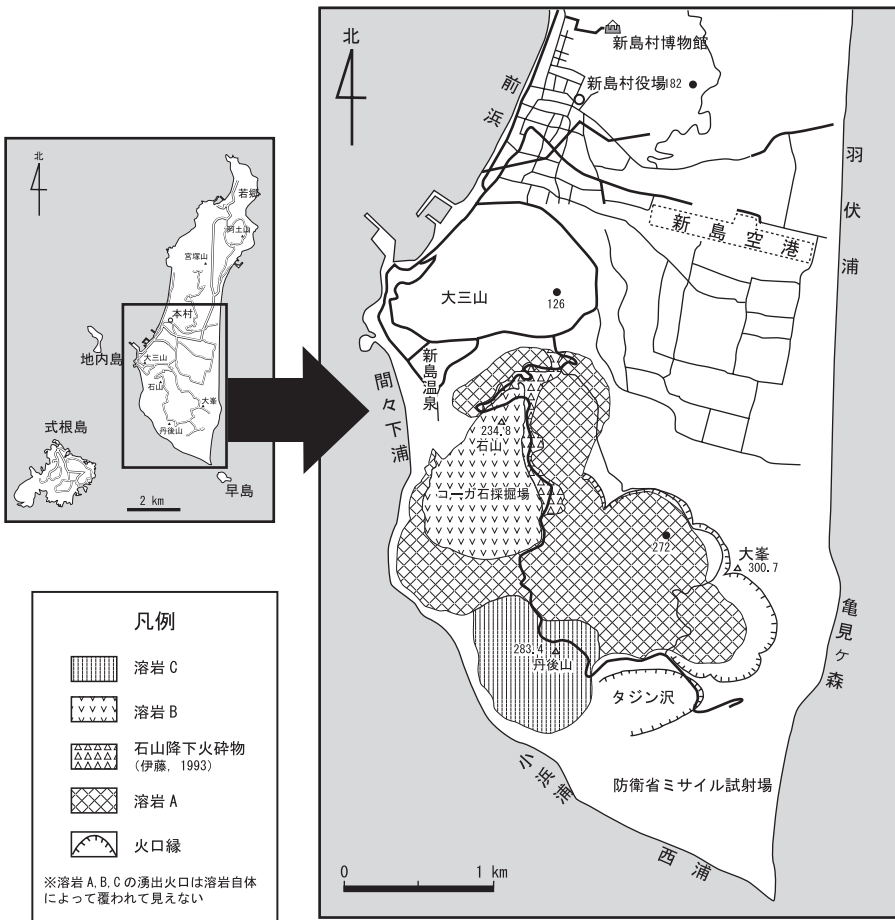 北
若郷
阿土山
宮塚山
本村
地内島
大三山
石山
大峯
丹後山
式根島
早島
2 km
凡例
溶岩 C
溶岩 B
石山降下火砕物
(伊藤, 1993)
溶岩 A
火口縁
※溶岩 A, B, C の湧出火口は溶岩自体
によって覆われて見えない
北
新島村博物館
前浜
新島村役場
182
羽伏浦
新島空港
大三山
126
新島温泉
間々下浦
234.8
石山
コーガ石採掘場
272
大峯
300.7
亀見ヶ森
283.4
丹後山
タジン沢
小浜浦
防衛省ミサイル試射場
西浦
0
1 km